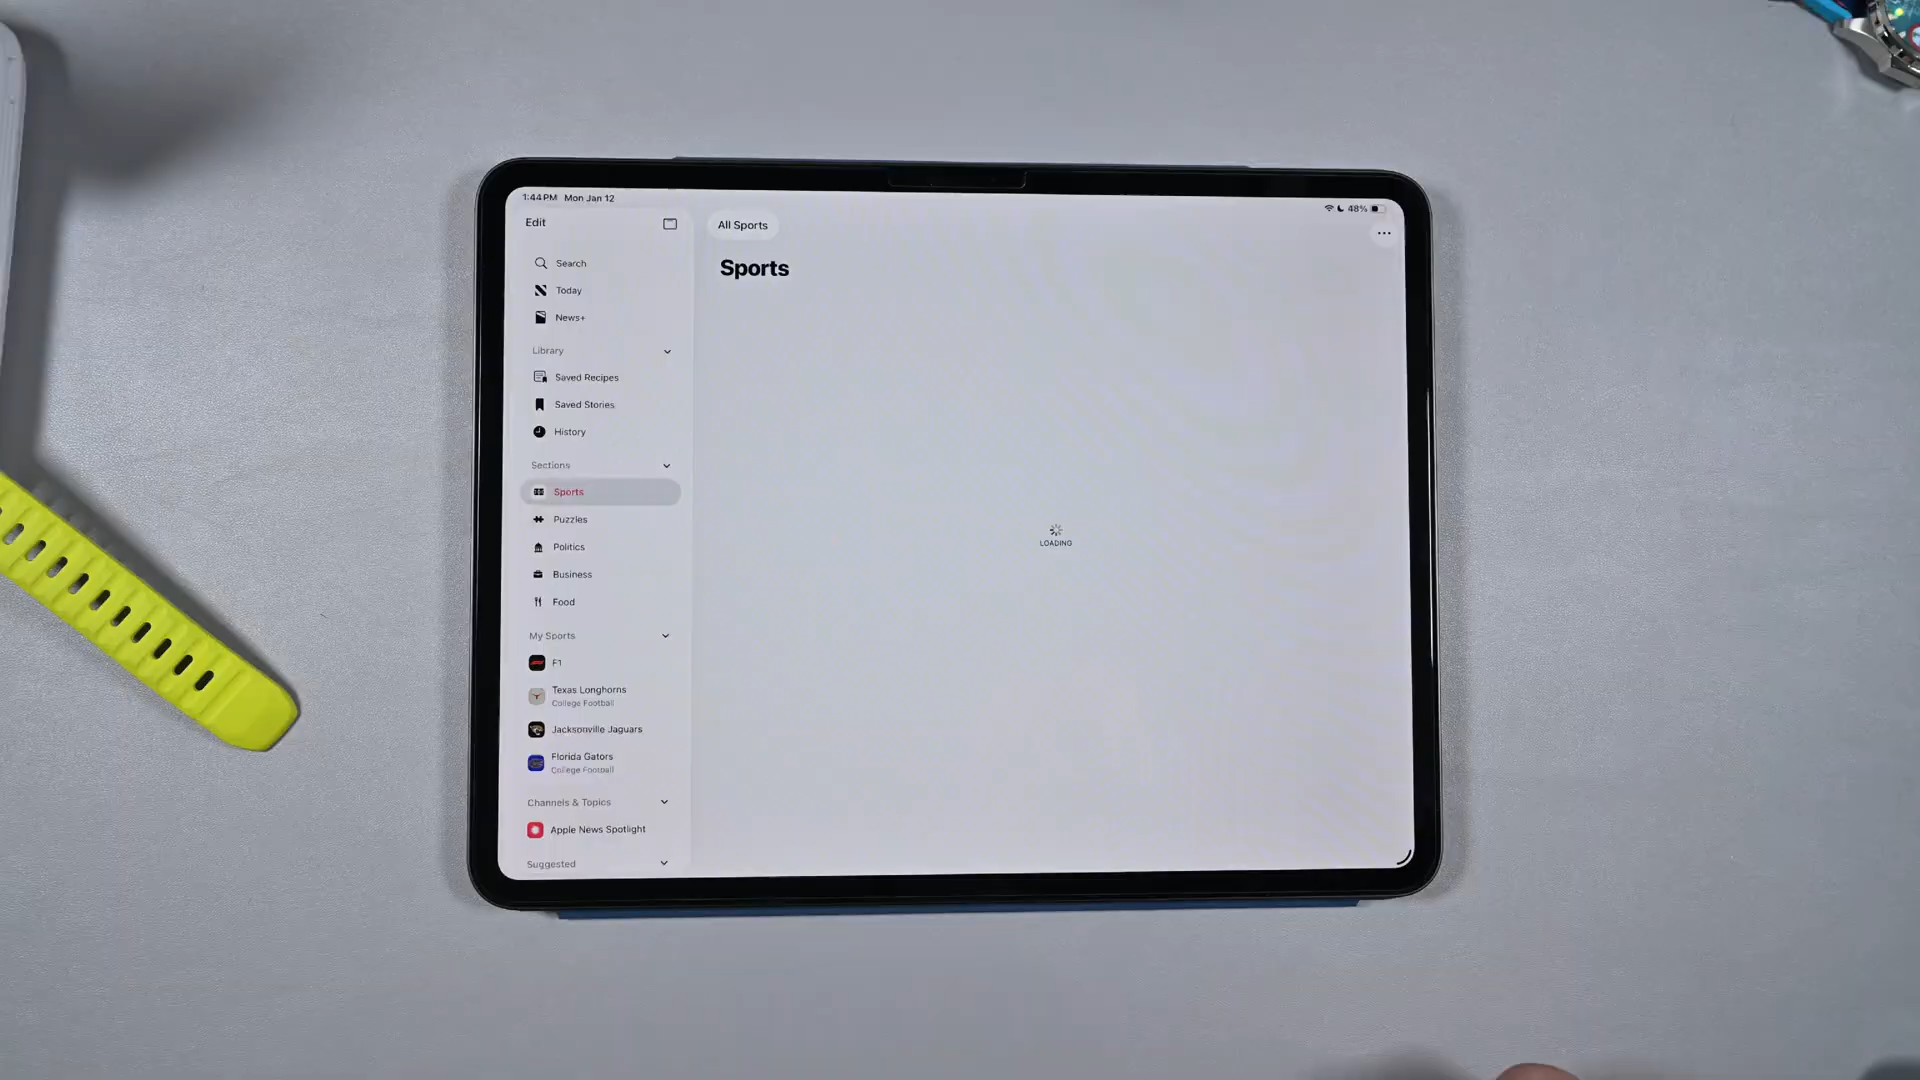 1:44 PM Mon Jan 12
48%
Edit
All Sports
Sports
Search
Today
News+
Library
Saved Recipes
Saved Stories
History
Sections
Sports
Puzzles
Politics
Business
Food
My Sports
F1
Texas Longhorns
College Football
Jacksonville Jaguars
Florida Gators
College Football
Channels & Topics
Apple News Spotlight
Suggested
LOADING